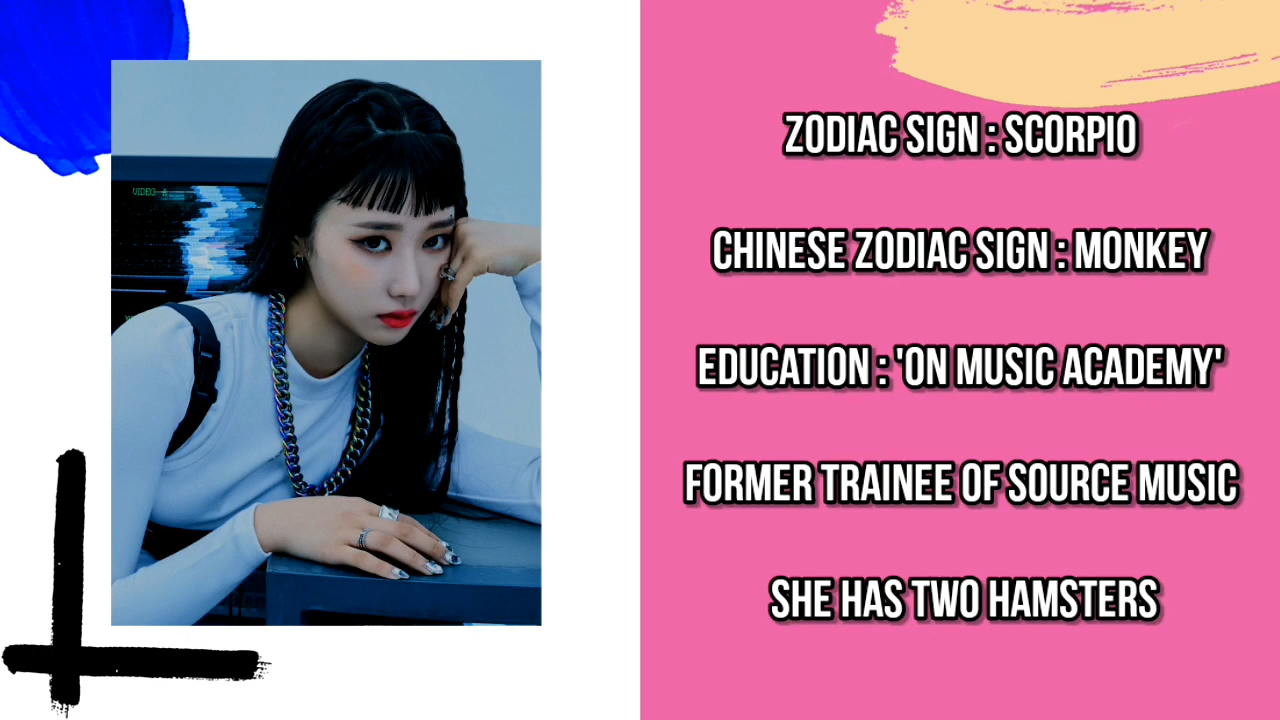 VIDEO A
ZODIAC SIGN : SCORPIO
CHINESE ZODIAC SIGN : MONKEY
EDUCATION : 'ON MUSIC ACADEMY'
FORMER TRAINEE OF SOURCE MUSIC
SHE HAS TWO HAMSTERS